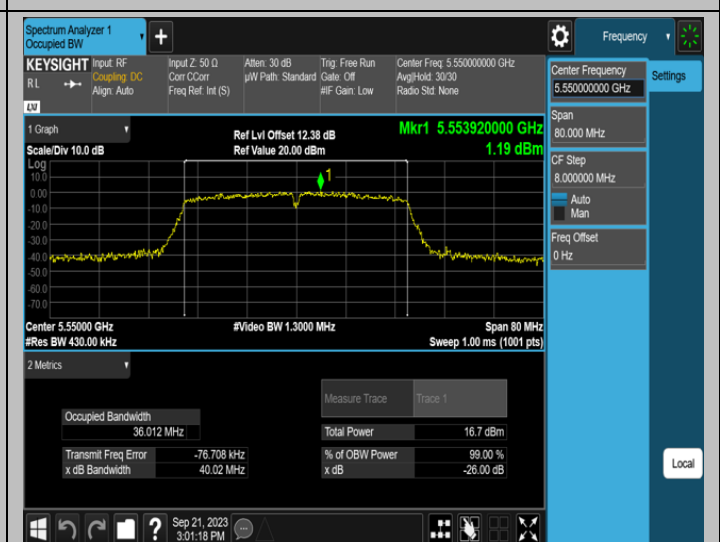 Spectrum Analyzer 1
Occupied BW
Frequency
KEYSIGHT
Input: RF
Coupling: DC
Align: Auto
Input Z: 50 Ω
Corr CCorr
Freq Ref: Int (S)
Atten: 30 dB
µW Path: Standard
Trig: Free Run
Gate: Off
#IF Gain: Low
Center Freq: 5.550000000 GHz
Avg|Hold: 30/30
Radio Std: None
R L
LXI
Center Frequency
5.550000000 GHz
Settings
Span
80.000 MHz
CF Step
8.000000 MHz
Auto
Man
Freq Offset
0 Hz
1 Graph
Scale/Div 10.0 dB
Ref Lvl Offset 12.38 dB
Ref Value 20.00 dBm
Mkr1 5.553920000 GHz
1.19 dBm
Log
10.0
0.00
-10.0
-20.0
-30.0
-40.0
-50.0
-60.0
-70.0
1
Center 5.55000 GHz
#Res BW 430.00 kHz
#Video BW 1.3000 MHz
Span 80 MHz
Sweep 1.00 ms (1001 pts)
2 Metrics
Measure Trace
Trace 1
Occupied Bandwidth
36.012 MHz
Total Power
16.7 dBm
Transmit Freq Error
-76.708 kHz
% of OBW Power
99.00 %
x dB Bandwidth
40.02 MHz
x dB
-26.00 dB
Local
?
Sep 21, 2023
3:01:18 PM